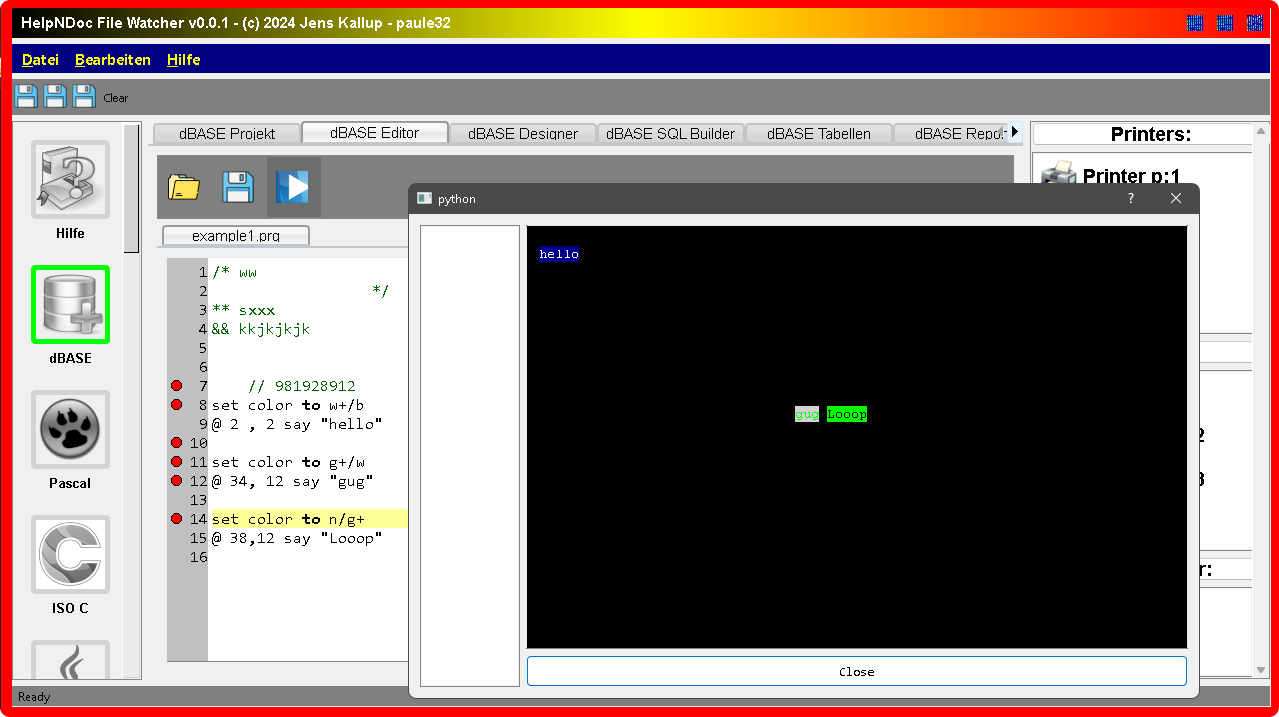 HelpNDoc File Watcher v0.0.1 - (c) 2024 Jens Kallup - paule32
Datei Bearbeiten Hilfe
Clear
dBASE Projekt dBASE Editor dBASE Designer dBASE SQL Builder dBASE Tabellen dBASE Report
Printers:
Printer p:1
Hilfe
dBASE
Pascal
ISO C
example1.prg
1 /* ww
2 */
3 ** sxxx
4 && kkjkjkjk
5
6
7 // 981928912
8 set color to w+/b
9 @ 2 , 2 say "hello"
10
11 set color to g+/w
12 @ 34, 12 say "gug"
13
14 set color to n/g+
15 @ 38,12 say "Looop"
16
python ?
hello
gug Looop
Close
r:
Ready